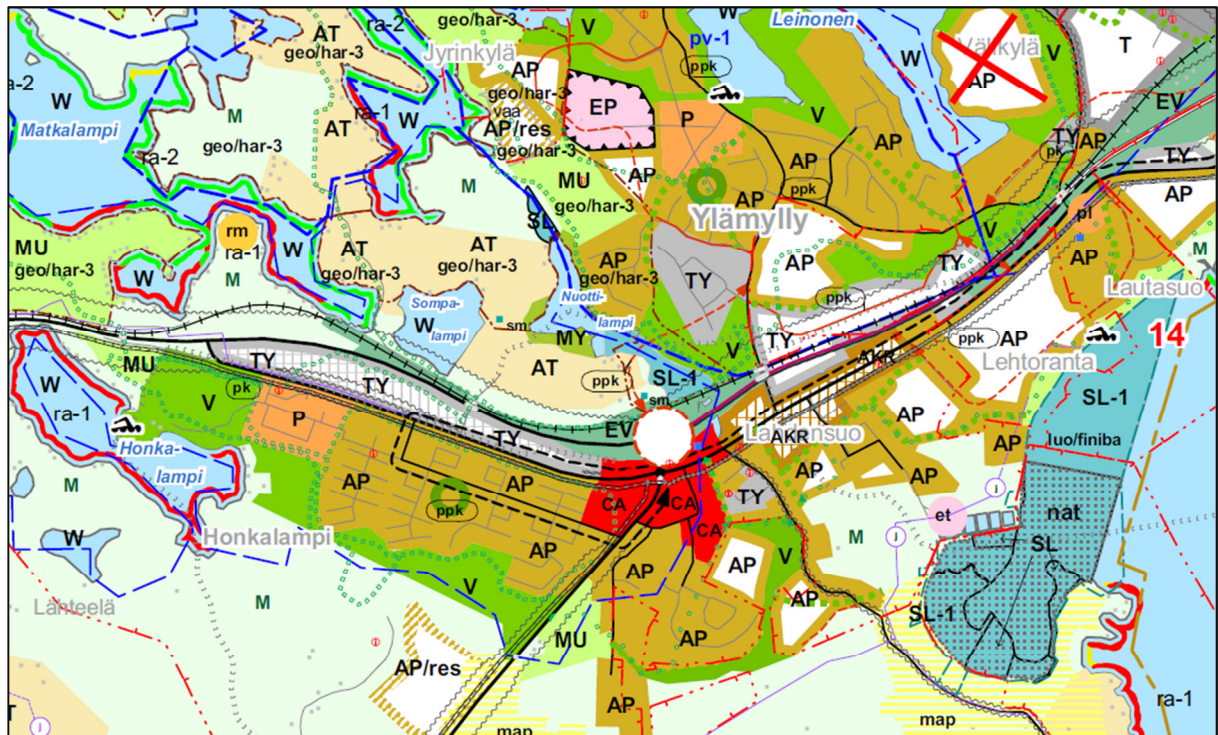 geo/har-3
AT
geo/har-3
Jyrinkylä
AP
geo/har-3
vaa
AP/res
geo/har-3
ra-2
W
Matkalampi
M
geo/har-3
ra-2
AT
ra-1
W
V
pv-1
ppk
W
Leinonen
W
V
Välikylä
AP
V
T
EV
EP
P
AP
V
AP
TY
pk
AP
TY
AP
M
MU
geo/har-3
AP
AP
AP
ppk
Ylämylly
SL
MU
geo/har-3
rm
ra-1
W
W
M
AT
geo/har-3
AT
geo/har-3
AP
geo/har-3
TY
AP
TY
V
pl
AP
M
Lautasuo
Sompa-
lampi
W
sm
Nuotti-
lampi
MY
ppk
ppk
AP
Lehtoranta
14
SL-1
MU
TY
TY
AT
ppk
SL-1
sm
V
TY
AKR
AP
W
ra-1
pk
V
P
TY
EV
Lautasuo
AKR
AP
AP
AP
luo/finiba
Honka-
lampi
M
AP
AP
ppk
AP
CA
CA
CA
TY
M
et
nat
SL
W
Honkalampi
V
AP
AP
V
AP
AP
Lähteelä
M
MU
SL-1
AP/res
AP
map
map
ra-1
j
j
i